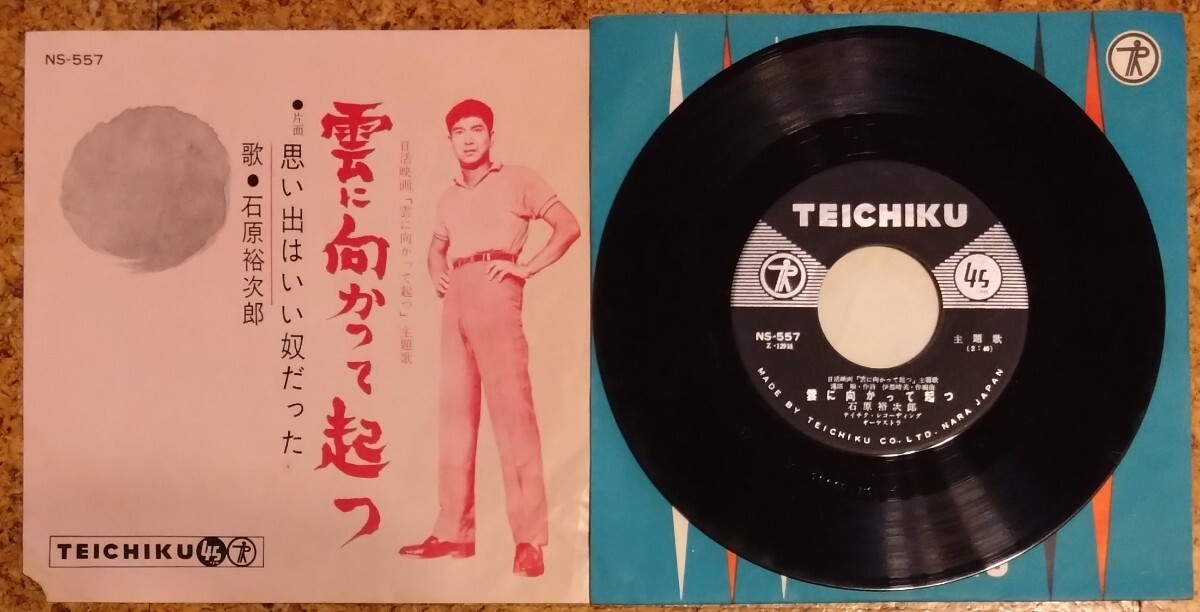 NS-557
日活映画「雲に向かって起つ」主題歌
雲に向かって起つ
●片面
思い出はいい奴だった
歌●石原裕次郎
TEICHIKU 45
TEICHIKU
45
NS-557
主題歌
(2:40)
日活映画「雲に向かって起つ」主題歌
雲に向かって起つ
石原裕次郎
テイチク・レコーディング
オーケストラ
MADE BY TEICHIKU CO., LTD. NARA JAPAN